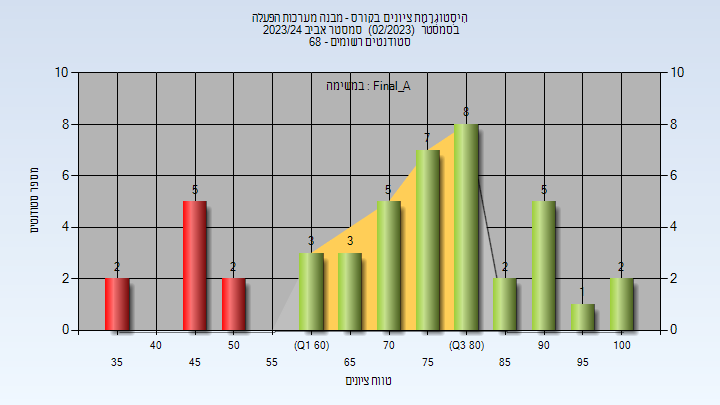 היסטוגרמת ציונים בקורס - מבנה מערכות הפעלה
בסמסטר (02/2023) סמסטר אביב 2023/24
סטודנטים רשומים - 68
במשימה : Final_A
מספר סטודנטים
10 10
8 8
6 6
4 4
2 2
0 0
2 5 2 3 3 5 7 8 2 5 1 2
40 50 (Q1 60) 70 (Q3 80) 90 100
35 45 55 65 75 85 95
טווח ציונים